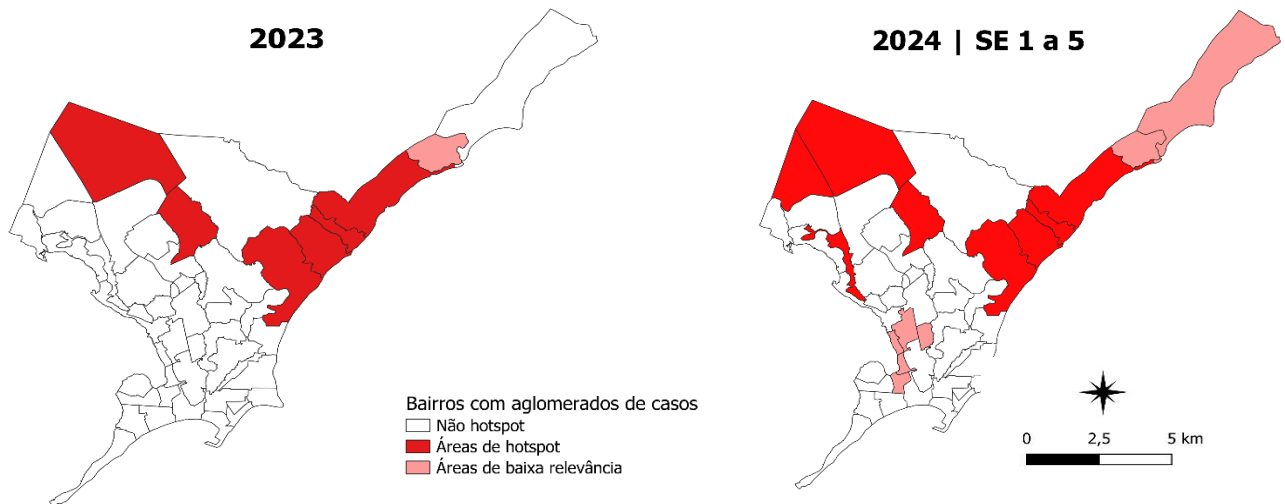 2023
2024 | SE 1 a 5
Bairros com aglomerados de casos
Não hotspot
Áreas de hotspot
Áreas de baixa relevância
0 2,5 5 km